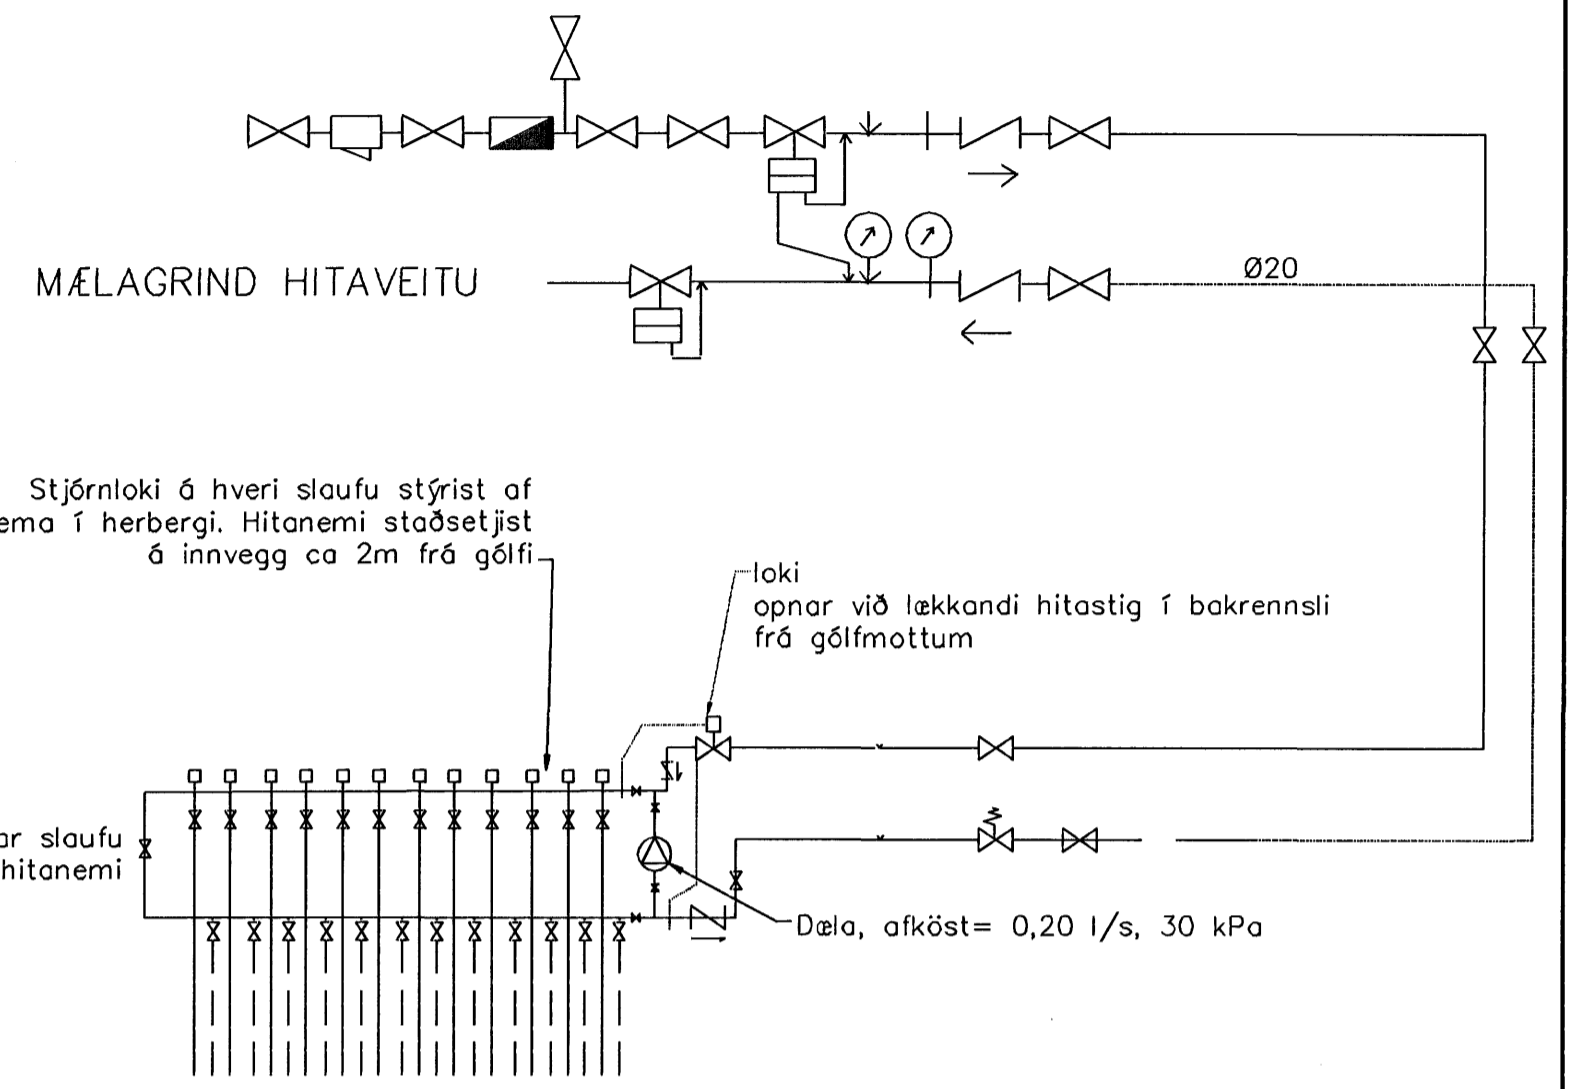 MÆLAGRIND HITAVEITU
Ø20
Stjórnloki á hveri slaufu stýrist af
ema í herbergi. Hitanemi staðsetjist
á innvegg ca 2m frá gólfi
loki
opnar við lækkandi hitastig í bakrennsli
frá gólfmottum
ar slaufu
hitanemi
Dæla, afköst= 0,20 l/s, 30 kPa